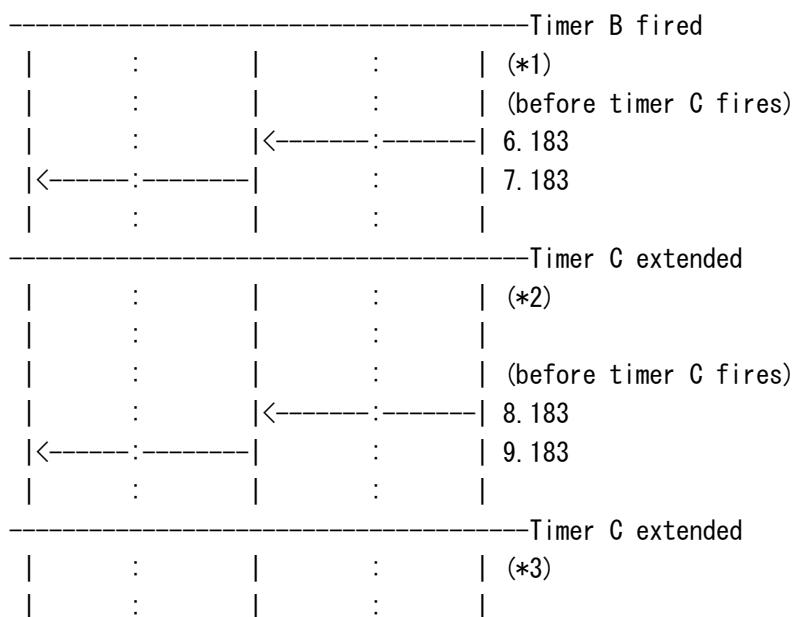 ---------------------------------------Timer B fired
 |       :        |        :       | (*1)
 |       :        |        :       | (before timer C fires)
 |       :        |<-------:-------| 6.183
 |<------:--------|        :       | 7.183
 |       :        |        :       |
---------------------------------------Timer C extended
 |       :        |        :       | (*2)
 |       :        |        :       |
 |       :        |        :       | (before timer C fires)
 |       :        |<-------:-------| 8.183
 |<------:--------|        :       | 9.183
 |       :        |        :       |
---------------------------------------Timer C extended
 |       :        |        :       | (*3)
 |       :        |        :       |